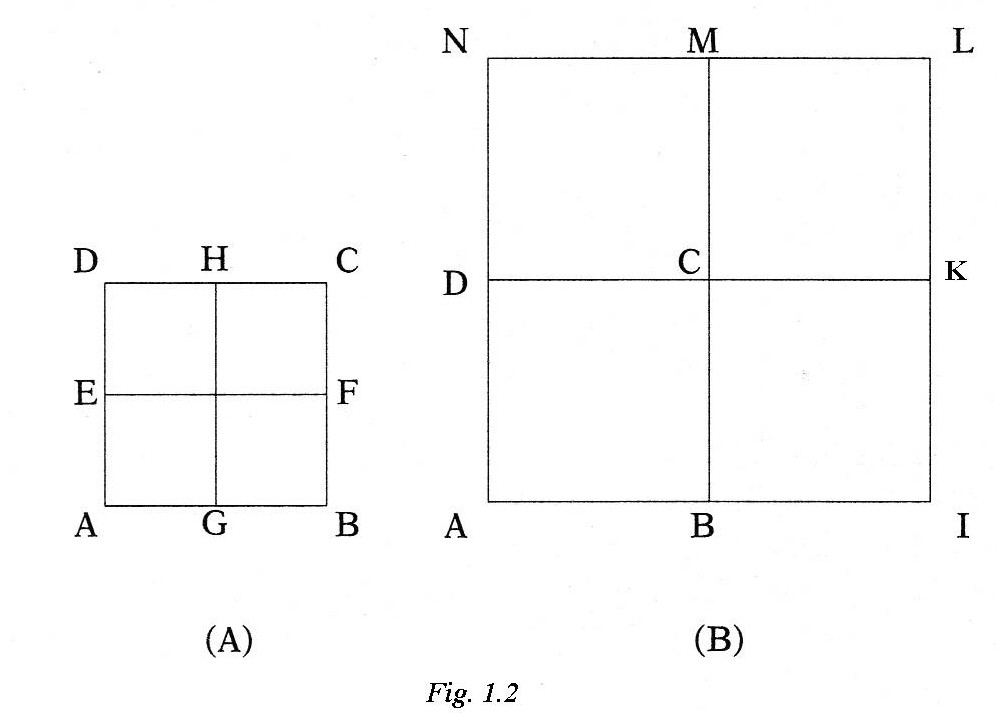 N M L
D H C
D C K
E F
A G B
A B I
(A) (B)
Fig. 1.2